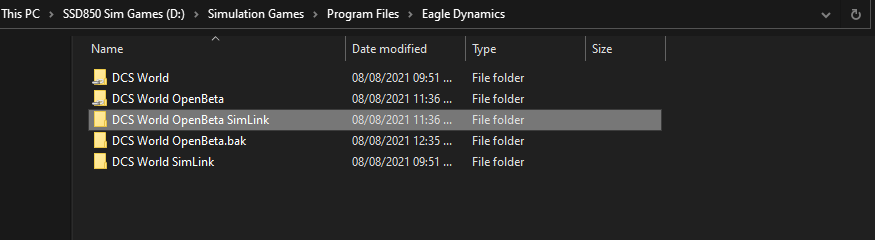 This PC > SSD850 Sim Games (D:) > Simulation Games > Program Files > Eagle Dynamics >
Name Date modified Type Size
DCS World 08/08/2021 09:51 ... File folder
DCS World OpenBeta 08/08/2021 11:36 ... File folder
DCS World OpenBeta SimLink 08/08/2021 11:36 ... File folder
DCS World OpenBeta.bak 08/08/2021 12:35 ... File folder
DCS World SimLink 08/08/2021 09:51 ... File folder